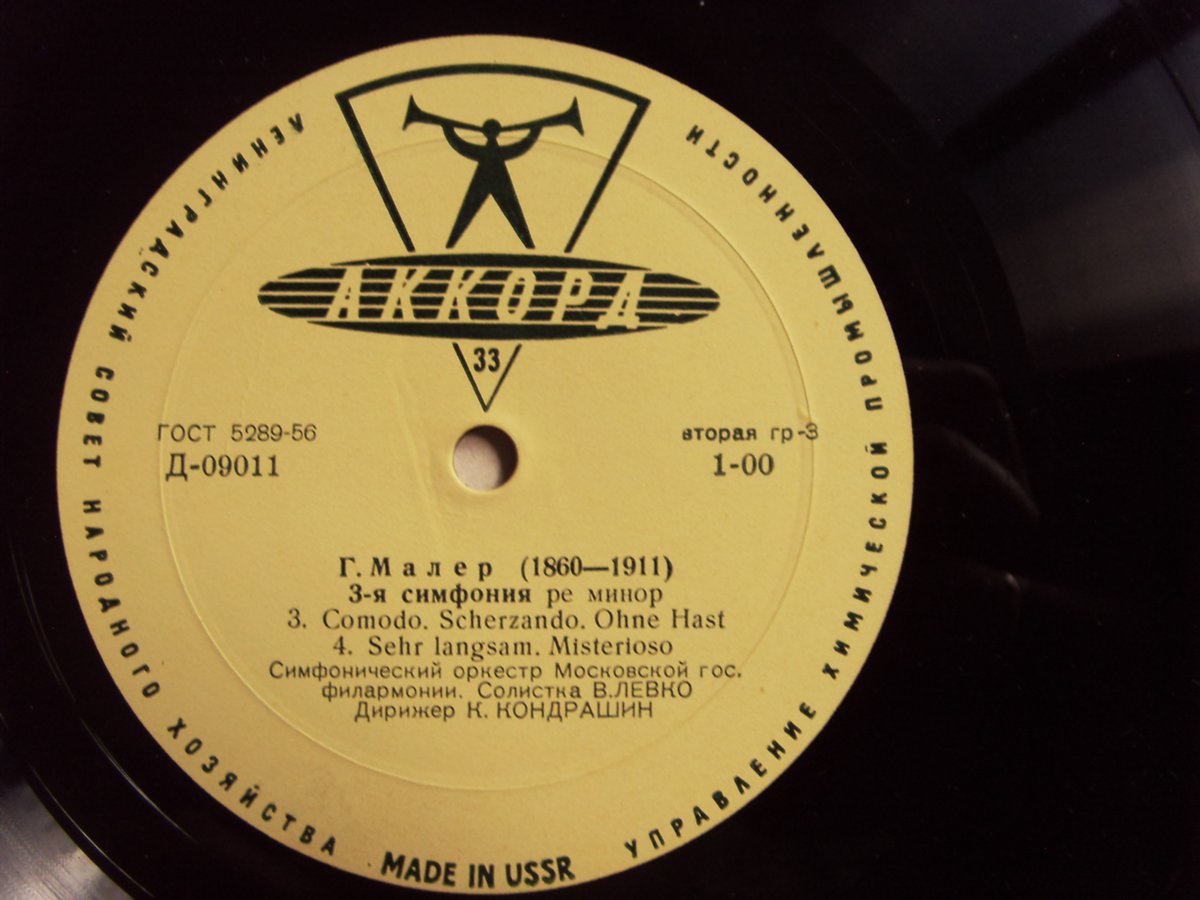 ЛЕНИНГРАДСКИЙ СОВЕТ НАРОДНОГО ХОЗЯЙСТВА
УПРАВЛЕНИЕ ХИМИЧЕСКОЙ ПРОМЫШЛЕННОСТИ
АККОРД
33
ГОСТ 5289-56
вторая гр-3
Д-09011
1-00
Г. Малер (1860—1911)
3-я симфония ре минор
3. Comodo. Scherzando. Ohne Hast
4. Sehr langsam. Misterioso
Симфонический оркестр Московской гос.
филармонии. Солистка В.ЛЕВКО
Дирижер К. КОНДРАШИН
MADE IN USSR